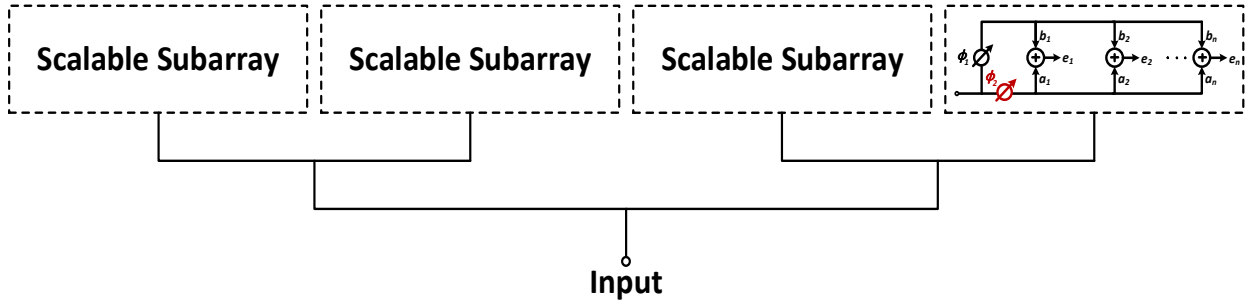 Scalable Subarray
Scalable Subarray
Scalable Subarray
b1 b2 bn
ϕ1 + e1 + e2 · · · + en
ϕ2 a1 a2 an
Input